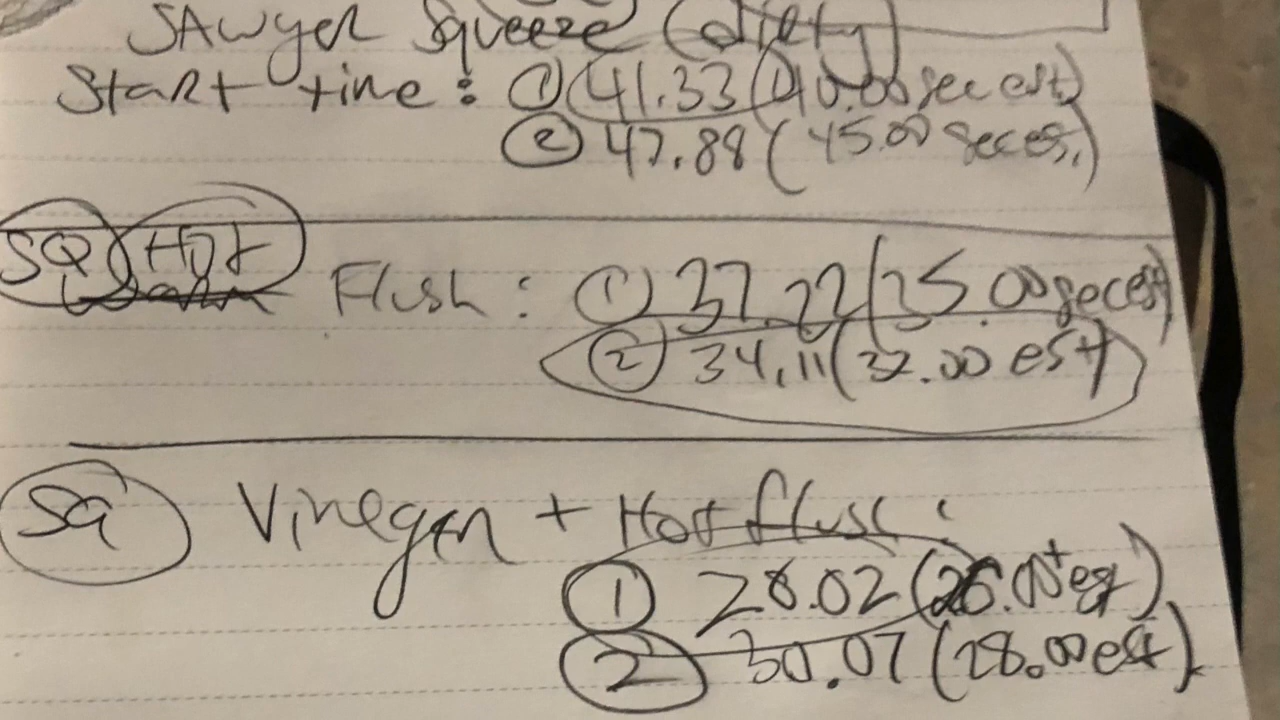 SAwyer Squeeze (dirty)
Start time: ① 41.33 (40.00 sec est)
② 47.88 (45.00 sec es.)
SQ Hot
Flush: ① 37.22 (35.00 sec est)
② 34.11 (32.00 est)
SQ Vinegar + Hot flush:
① 28.02 (26.00+ est)
② 30.07 (28.00 est)